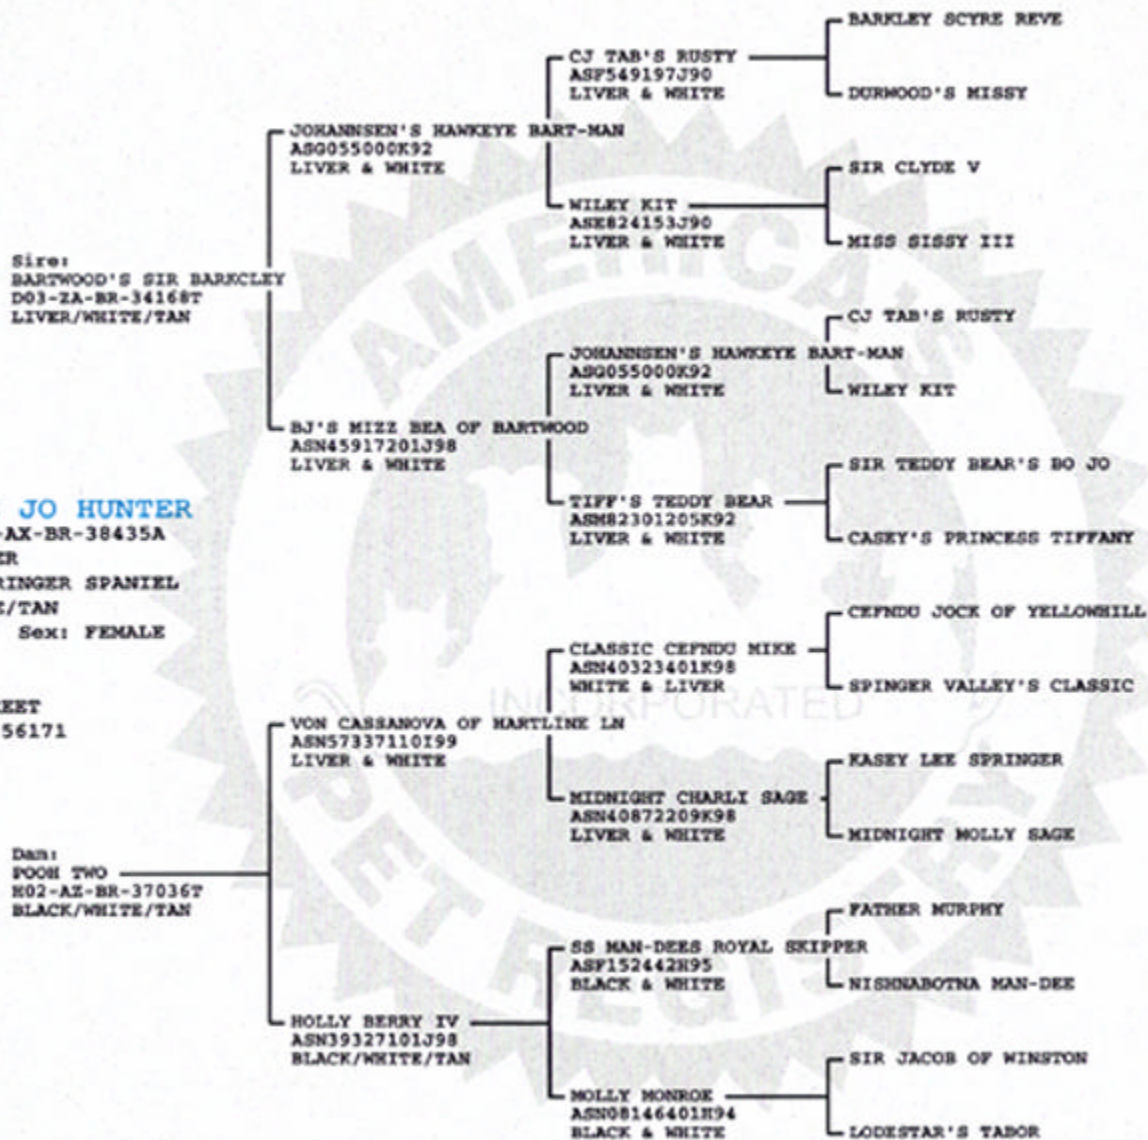 BARKLEY SCYRE REVE
CJ TAB'S RUSTY
ASF549197J90
LIVER & WHITE
DURWOOD'S MISSY
JOHANNSEN'S HAWKEYE BART-MAN
ASG055000K92
LIVER & WHITE
SIR CLYDE V
WILEY KIT
ASE824153J90
LIVER & WHITE
MISS SISSY III
Sire:
BARTWOOD'S SIR BARKCLEY
D03-ZA-BR-34168T
LIVER/WHITE/TAN
CJ TAB'S RUSTY
JOHANNSEN'S HAWKEYE BART-MAN
ASG055000K92
LIVER & WHITE
WILEY KIT
BJ'S MIZZ BEA OF BARTWOOD
ASN45917201J98
LIVER & WHITE
SIR TEDDY BEAR'S BO JO
TIFF'S TEDDY BEAR
ASM82301205K92
LIVER & WHITE
CASEY'S PRINCESS TIFFANY
JO HUNTER
-AX-BR-38435A
ER
RINGER SPANIEL
E/TAN
Sex: FEMALE
EET
56171
CEFNDU JOCK OF YELLOWHILL
CLASSIC CEFNDU MIKE
ASN40323401K98
WHITE & LIVER
SPINGER VALLEY'S CLASSIC
VON CASSANOVA OF HARTLINE LN
ASN57337110I99
LIVER & WHITE
KASEY LEE SPRINGER
MIDNIGHT CHARLI SAGE
ASN40872209K98
LIVER & WHITE
MIDNIGHT MOLLY SAGE
Dam:
POOH TWO
H02-AZ-BR-37036T
BLACK/WHITE/TAN
FATHER MURPHY
SS MAN-DEES ROYAL SKIPPER
ASF152442H95
BLACK & WHITE
NISHNABOTNA MAN-DEE
HOLLY BERRY IV
ASN39327101J98
BLACK/WHITE/TAN
SIR JACOB OF WINSTON
MOLLY MONROE
ASN08146401H94
BLACK & WHITE
LODESTAR'S TABOR
AMERICA'S
PET REGISTRY
INCORPORATED